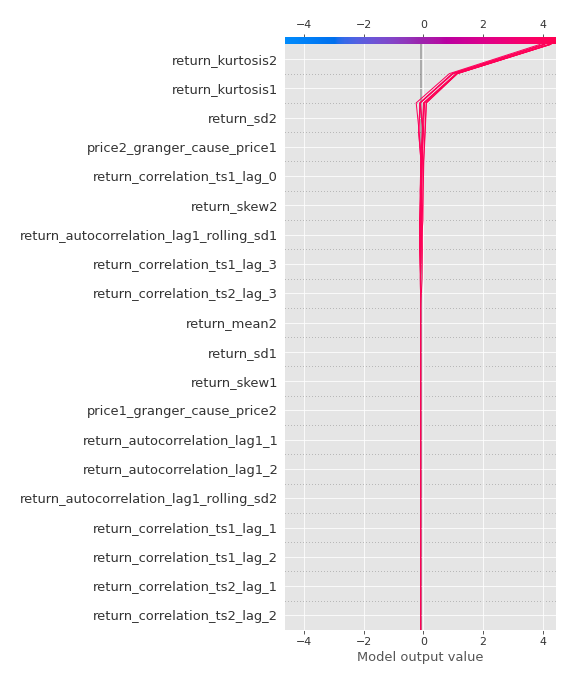 −4 −2 0 2 4
return_kurtosis2
return_kurtosis1
return_sd2
price2_granger_cause_price1
return_correlation_ts1_lag_0
return_skew2
return_autocorrelation_lag1_rolling_sd1
return_correlation_ts1_lag_3
return_correlation_ts2_lag_3
return_mean2
return_sd1
return_skew1
price1_granger_cause_price2
return_autocorrelation_lag1_1
return_autocorrelation_lag1_2
return_autocorrelation_lag1_rolling_sd2
return_correlation_ts1_lag_1
return_correlation_ts1_lag_2
return_correlation_ts2_lag_1
return_correlation_ts2_lag_2
−4 −2 0 2 4
Model output value